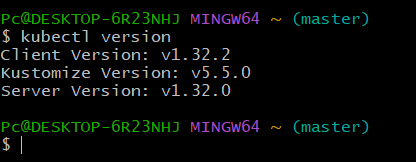 Pc@DESKTOP-6R23NHJ MINGW64 ~ (master)
$ kubectl version
Client Version: v1.32.2
Kustomize Version: v5.5.0
Server Version: v1.32.0
Pc@DESKTOP-6R23NHJ MINGW64 ~ (master)
$